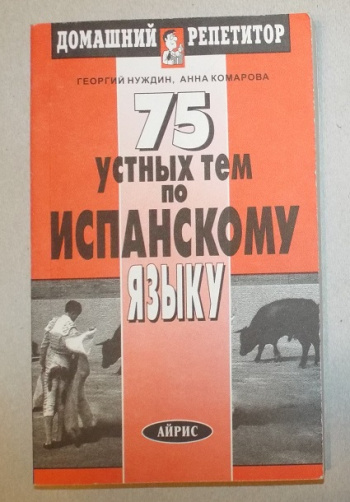 ДОМАШНИЙ РЕПЕТИТОР
ГЕОРГИЙ НУЖДИН, АННА КОМАРОВА
75
УСТНЫХ ТЕМ
ПО
ИСПАНСКОМУ
ЯЗЫКУ
АЙРИС